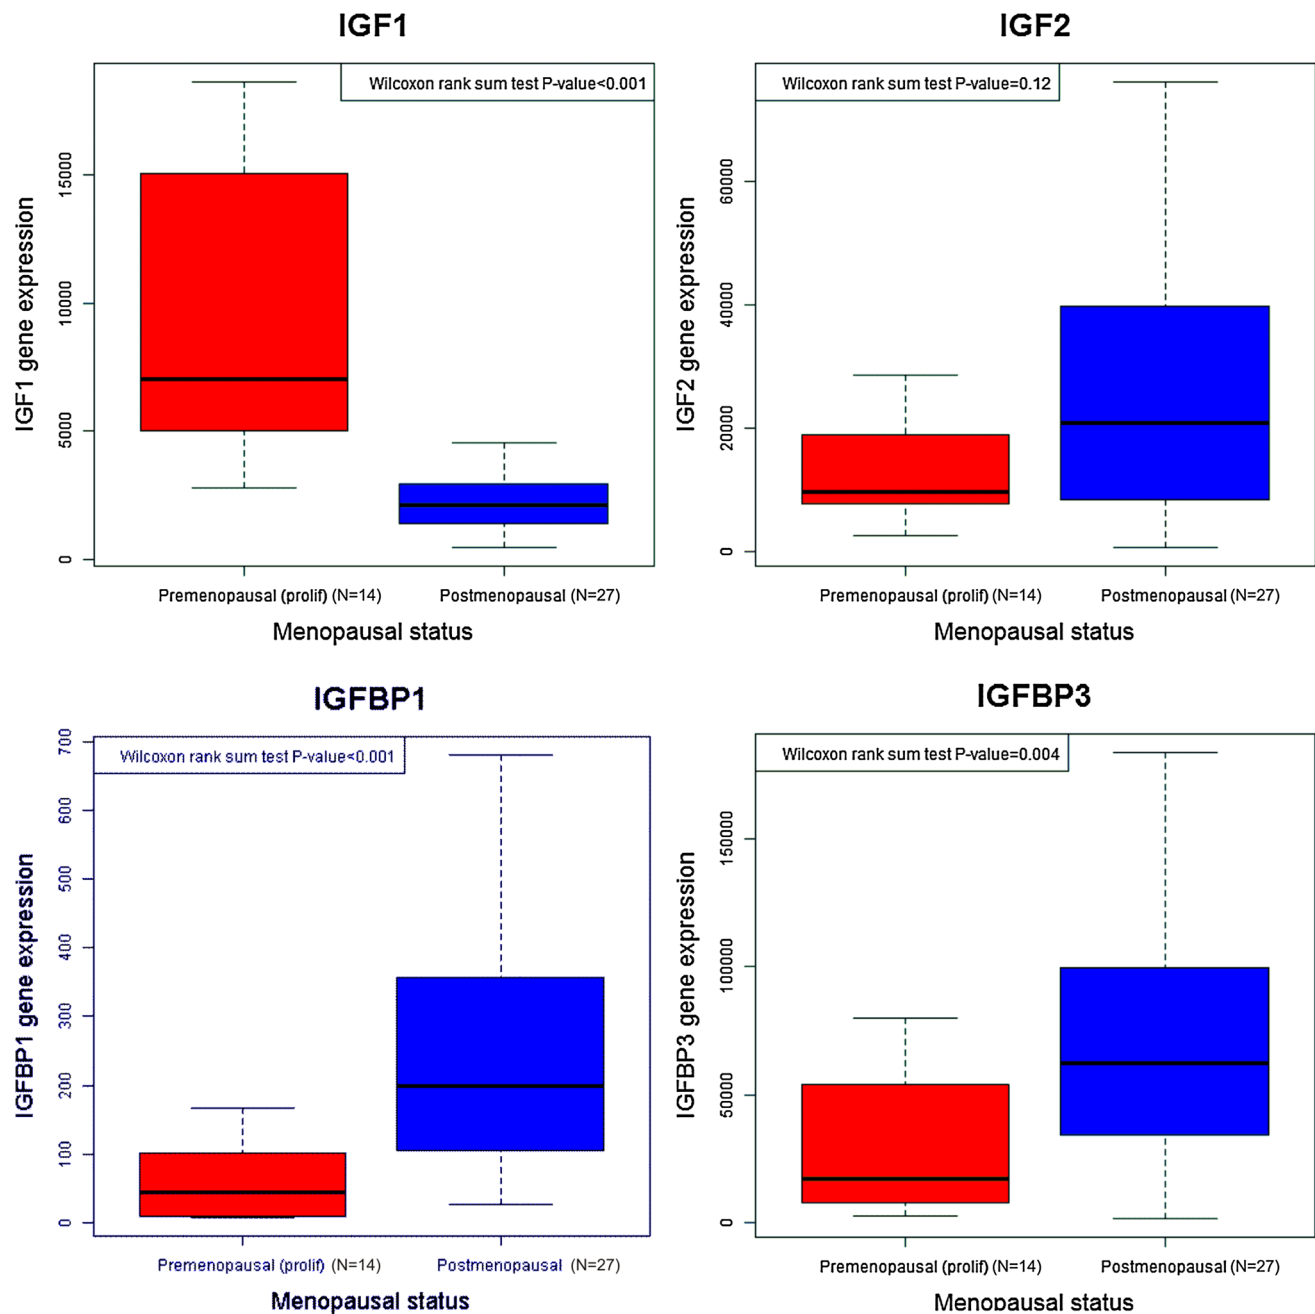 IGF1
Wilcoxon rank sum test P-value<0.001
IGF1 gene expression
15000
10000
5000
0
Premenopausal (prolif) (N=14)
Postmenopausal (N=27)
Menopausal status
IGF2
Wilcoxon rank sum test P-value=0.12
IGF2 gene expression
60000
40000
20000
0
Premenopausal (prolif) (N=14)
Postmenopausal (N=27)
Menopausal status
IGFBP1
Wilcoxon rank sum test P-value<0.001
IGFBP1 gene expression
700
600
500
400
300
200
100
0
Premenopausal (prolif) (N=14)
Postmenopausal (N=27)
Menopausal status
IGFBP3
Wilcoxon rank sum test P-value=0.004
IGFBP3 gene expression
150000
100000
50000
0
Premenopausal (prolif) (N=14)
Postmenopausal (N=27)
Menopausal status